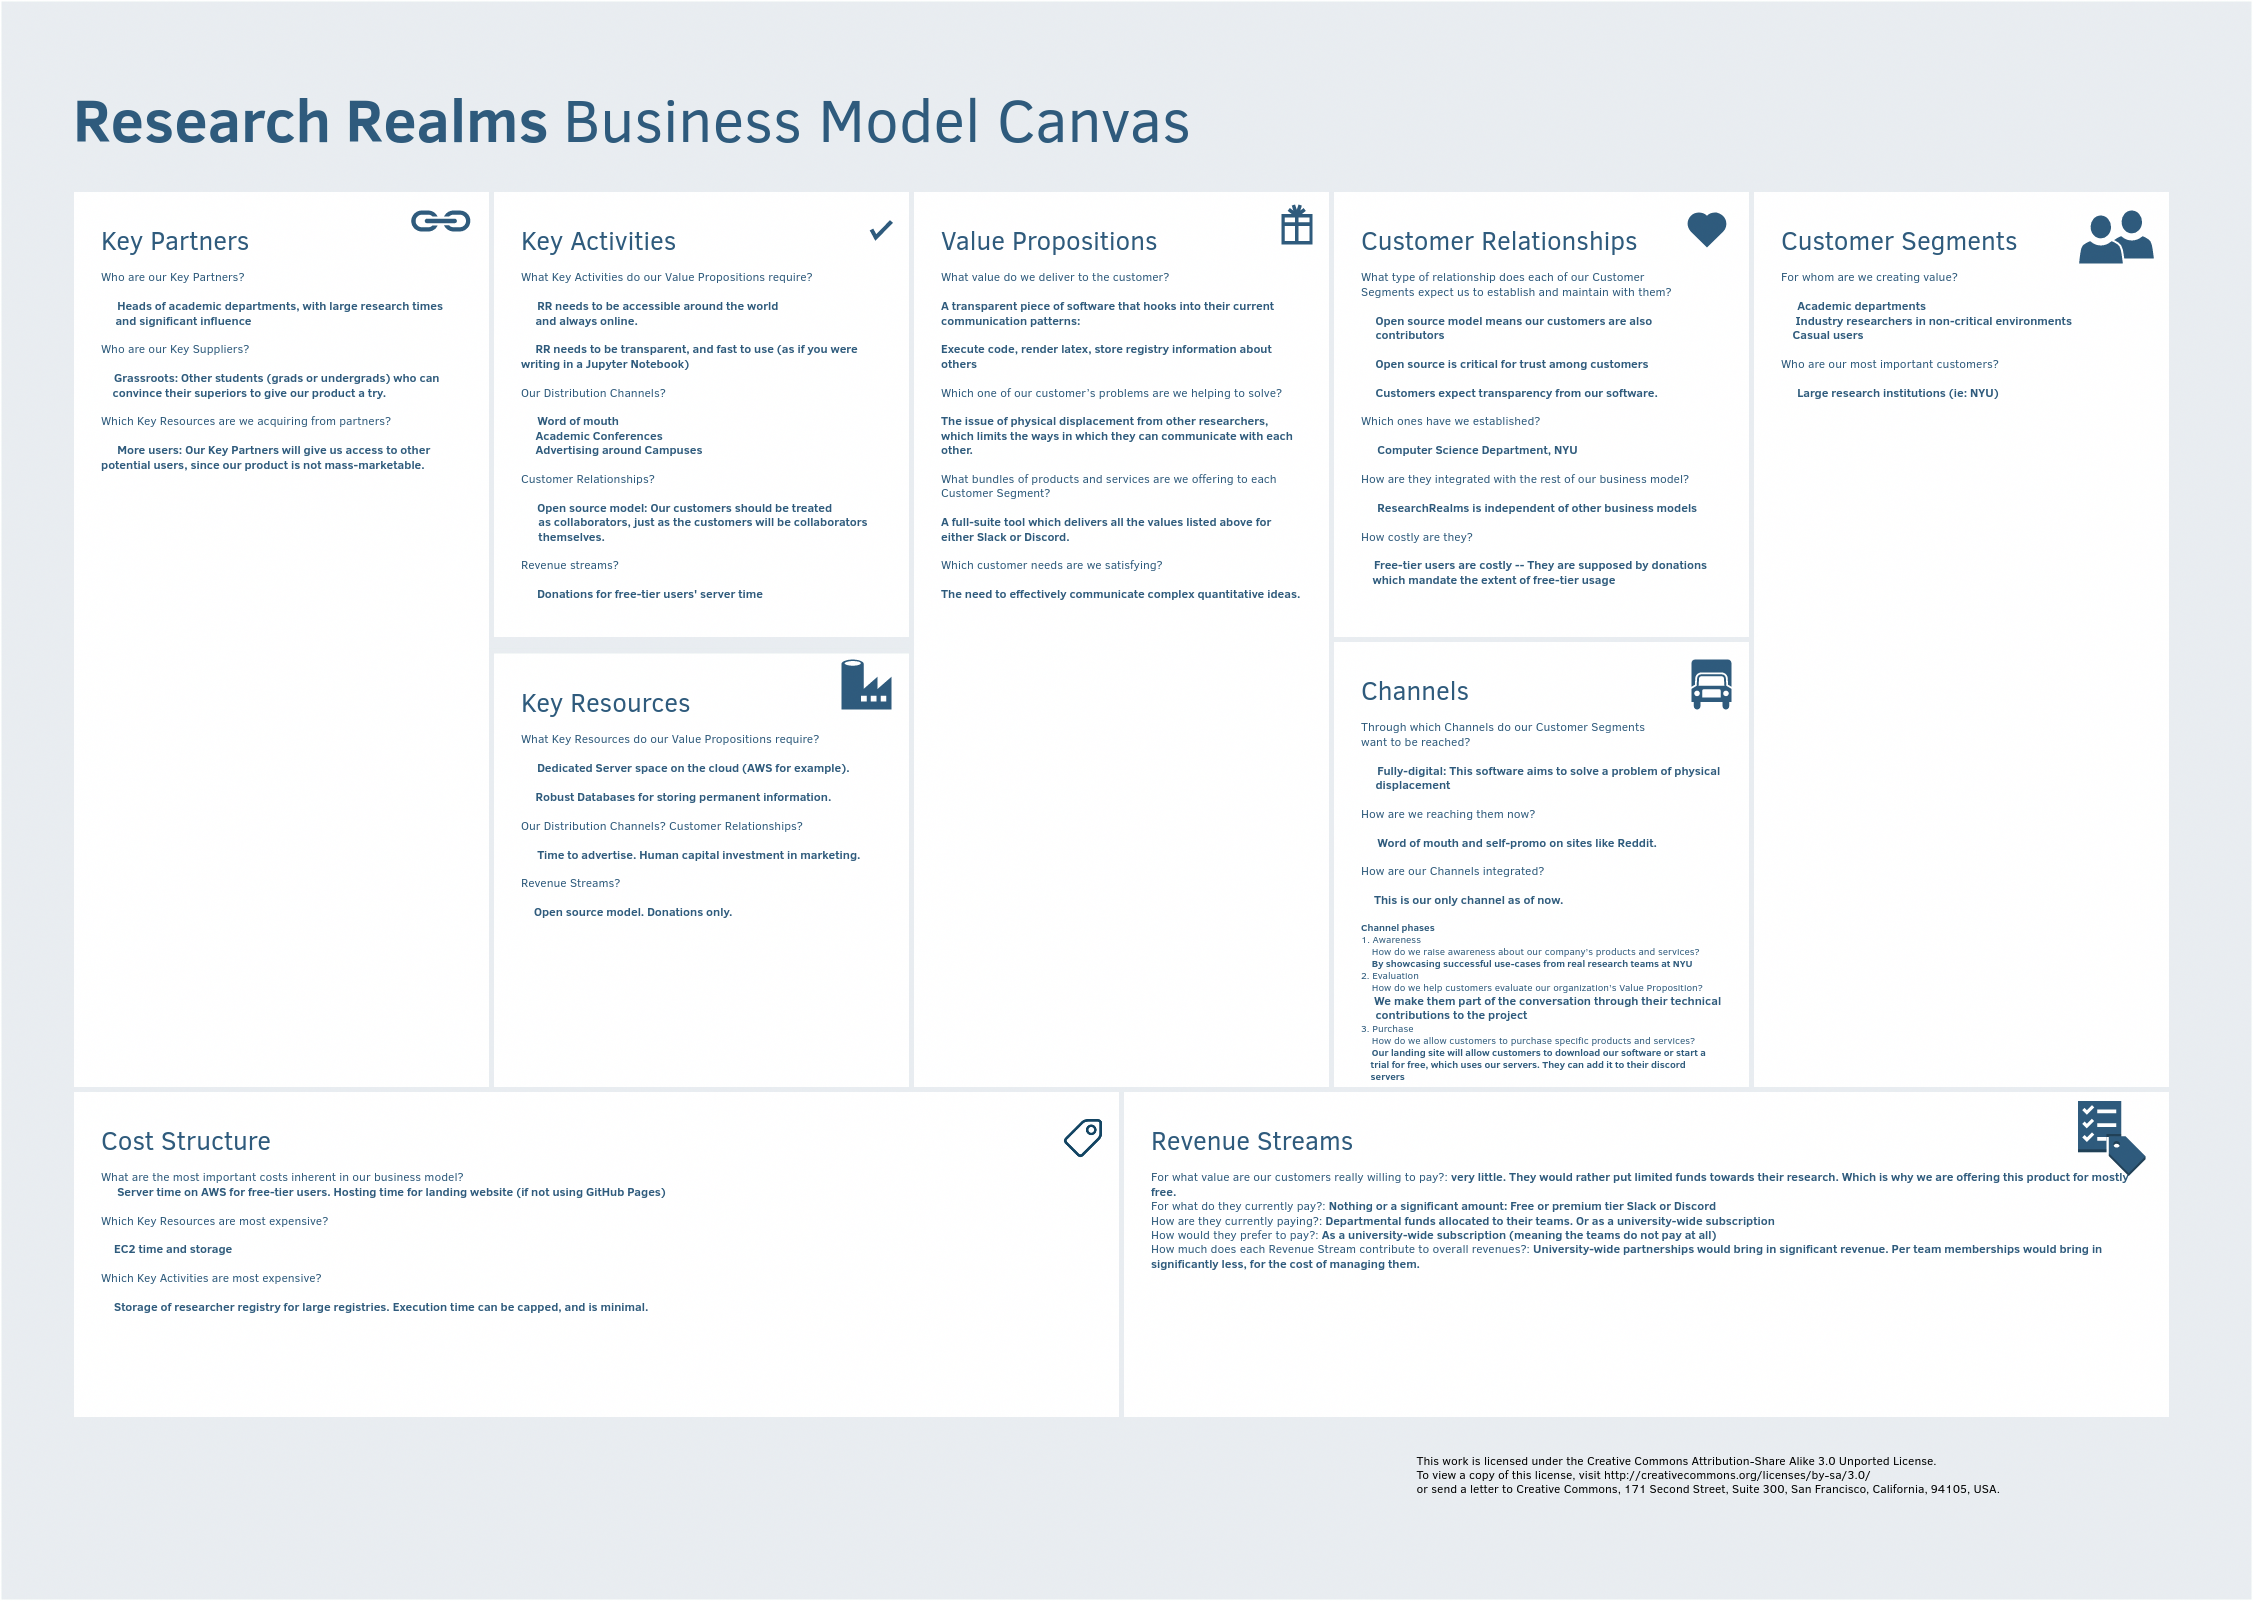 Research Realms Business Model Canvas
Key Partners
Who are our Key Partners?
Heads of academic departments, with large research times
and significant influence
Who are our Key Suppliers?
Grassroots: Other students (grads or undergrads) who can
convince their superiors to give our product a try.
Which Key Resources are we acquiring from partners?
More users: Our Key Partners will give us access to other
potential users, since our product is not mass-marketable.
Key Activities
What Key Activities do our Value Propositions require?
RR needs to be accessible around the world
and always online.
RR needs to be transparent, and fast to use (as if you were
writing in a Jupyter Notebook)
Our Distribution Channels?
Word of mouth
Academic Conferences
Advertising around Campuses
Customer Relationships?
Open source model: Our customers should be treated
as collaborators, just as the customers will be collaborators
themselves.
Revenue streams?
Donations for free-tier users' server time
Key Resources
What Key Resources do our Value Propositions require?
Dedicated Server space on the cloud (AWS for example).
Robust Databases for storing permanent information.
Our Distribution Channels? Customer Relationships?
Time to advertise. Human capital investment in marketing.
Revenue Streams?
Open source model. Donations only.
Value Propositions
What value do we deliver to the customer?
A transparent piece of software that hooks into their current
communication patterns:
Execute code, render latex, store registry information about
others
Which one of our customer's problems are we helping to solve?
The issue of physical displacement from other researchers,
which limits the ways in which they can communicate with each
other.
What bundles of products and services are we offering to each
Customer Segment?
A full-suite tool which delivers all the values listed above for
either Slack or Discord.
Which customer needs are we satisfying?
The need to effectively communicate complex quantitative ideas.
Customer Relationships
What type of relationship does each of our Customer
Segments expect us to establish and maintain with them?
Open source model means our customers are also
contributors
Open source is critical for trust among customers
Customers expect transparency from our software.
Which ones have we established?
Computer Science Department, NYU
How are they integrated with the rest of our business model?
ResearchRealms is independent of other business models
How costly are they?
Free-tier users are costly -- They are supposed by donations
which mandate the extent of free-tier usage
Channels
Through which Channels do our Customer Segments
want to be reached?
Fully-digital: This software aims to solve a problem of physical
displacement
How are we reaching them now?
Word of mouth and self-promo on sites like Reddit.
How are our Channels integrated?
This is our only channel as of now.
Channel phases
1. Awareness
How do we raise awareness about our company's products and services?
By showcasing successful use-cases from real research teams at NYU
2. Evaluation
How do we help customers evaluate our organization's Value Proposition?
We make them part of the conversation through their technical
contributions to the project
3. Purchase
How do we allow customers to purchase specific products and services?
Our landing site will allow customers to download our software or start a
trial for free, which uses our servers. They can add it to their discord
servers
Customer Segments
For whom are we creating value?
Academic departments
Industry researchers in non-critical environments
Casual users
Who are our most important customers?
Large research institutions (ie: NYU)
Cost Structure
What are the most important costs inherent in our business model?
Server time on AWS for free-tier users. Hosting time for landing website (if not using GitHub Pages)
Which Key Resources are most expensive?
EC2 time and storage
Which Key Activities are most expensive?
Storage of researcher registry for large registries. Execution time can be capped, and is minimal.
Revenue Streams
For what value are our customers really willing to pay?: very little. They would rather put limited funds towards their research. Which is why we are offering this product for mostly
free.
For what do they currently pay?: Nothing or a significant amount: Free or premium tier Slack or Discord
How are they currently paying?: Departmental funds allocated to their teams. Or as a university-wide subscription
How would they prefer to pay?: As a university-wide subscription (meaning the teams do not pay at all)
How much does each Revenue Stream contribute to overall revenues?: University-wide partnerships would bring in significant revenue. Per team memberships would bring in
significantly less, for the cost of managing them.
This work is licensed under the Creative Commons Attribution-Share Alike 3.0 Unported License.
To view a copy of this license, visit http://creativecommons.org/licenses/by-sa/3.0/
or send a letter to Creative Commons, 171 Second Street, Suite 300, San Francisco, California, 94105, USA.